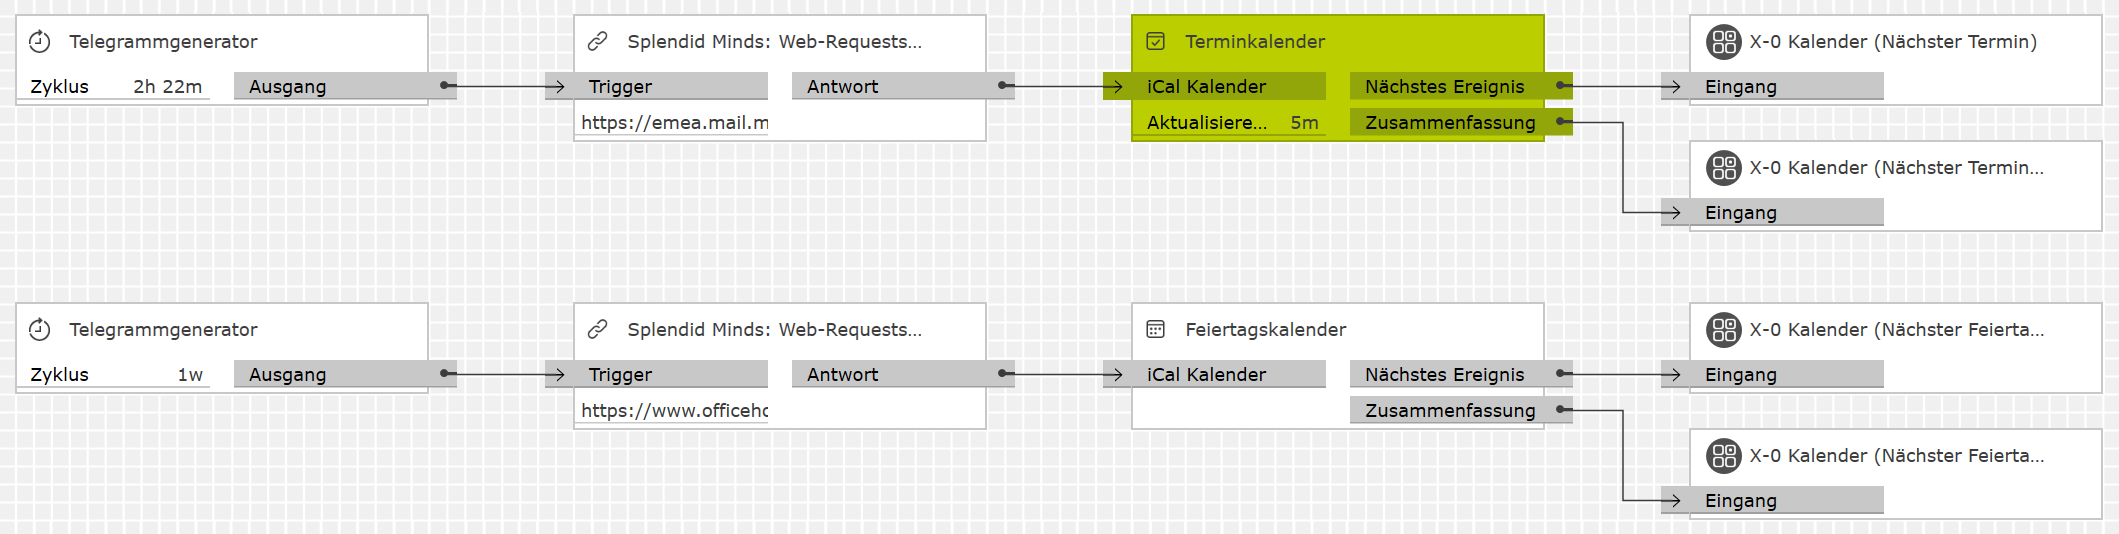 Telegrammgenerator
Zyklus 2h 22m Ausgang
Splendid Minds: Web-Requests...
Trigger Antwort
https://emea.mail.m
Terminkalender
iCal Kalender Nächstes Ereignis
Aktualisiere... 5m Zusammenfassung
X-0 Kalender (Nächster Termin)
Eingang
X-0 Kalender (Nächster Termin...
Eingang
Telegrammgenerator
Zyklus 1w Ausgang
Splendid Minds: Web-Requests...
Trigger Antwort
https://www.officeho
Feiertagskalender
iCal Kalender Nächstes Ereignis
Zusammenfassung
X-0 Kalender (Nächster Feierta...
Eingang
X-0 Kalender (Nächster Feierta...
Eingang